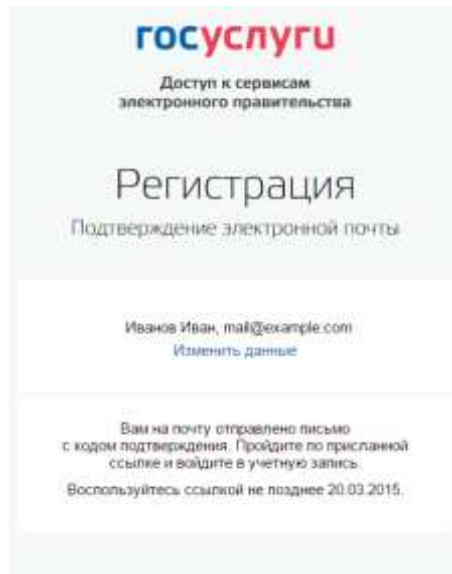 госуслуги
Доступ к сервисам
электронного правительства
Регистрация
Подтверждение электронной почты
Иванов Иван, mail@example.com
Изменить данные
Вам на почту отправлено письмо
с кодом подтверждения. Пройдите по присланной
ссылке и войдите в учетную запись.
Воспользуйтесь ссылкой не позднее 20.03.2015.